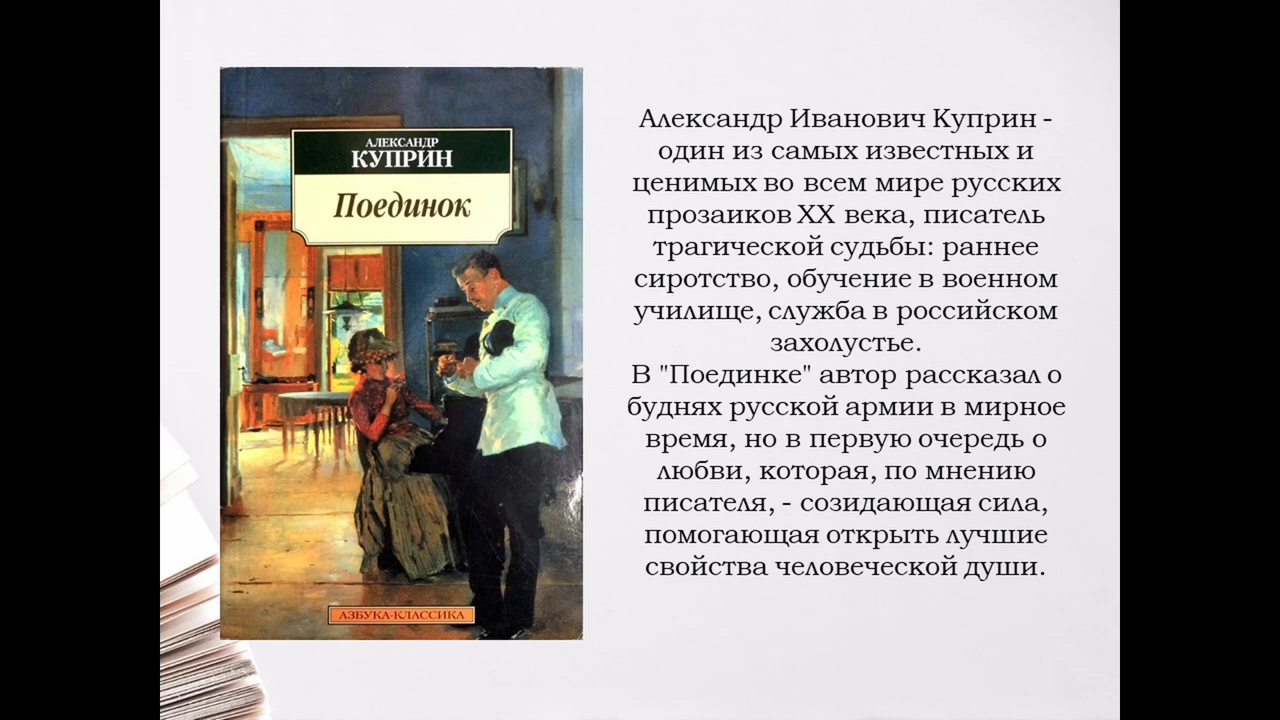 АЛЕКСАНДР
КУПРИН
Поединок
АЗБУКА-КЛАССИКА
Александр Иванович Куприн -
один из самых известных и
ценимых во всем мире русских
прозаиков XX века, писатель
трагической судьбы: раннее
сиротство, обучение в военном
училище, служба в российском
захолустье.
В "Поединке" автор рассказал о
буднях русской армии в мирное
время, но в первую очередь о
любви, которая, по мнению
писателя, - созидающая сила,
помогающая открыть лучшие
свойства человеческой души.